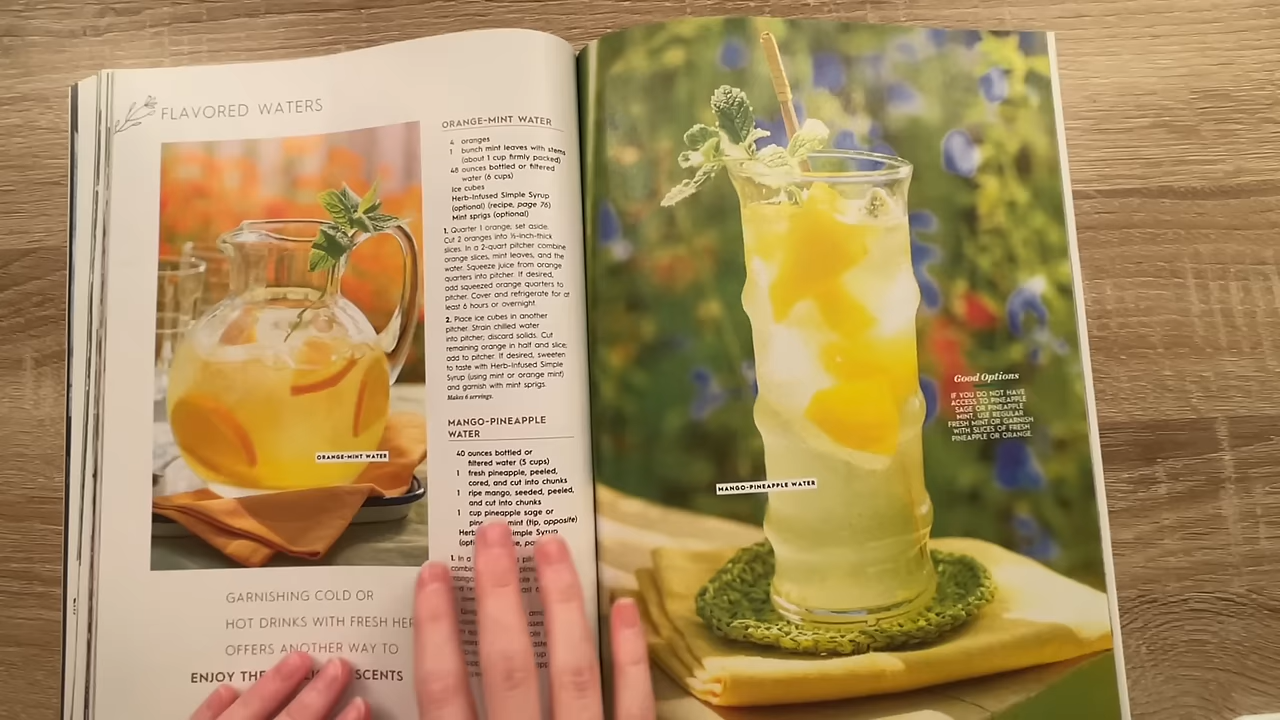 FLAVORED WATERS
ORANGE-MINT WATER
GARNISHING COLD OR
HOT DRINKS WITH FRESH
OFFERS ANOTHER WAY TO
ENJOY SCENTS
ORANGE-MINT WATER
4 oranges
1 bunch mint leaves with stems
(about 1 cup firmly packed)
48 ounces bottled or filtered
water (6 cups)
Ice cubes
Herb-Infused Simple Syrup
(optional) (recipe, page 76)
Mint sprigs (optional)
1. Quarter 1 orange, set aside.
Cut 2 oranges into ½-inch-thick
slices. In a 2-quart pitcher combine
orange slices, mint leaves, and the
water. Squeeze juice from orange
quarters into pitcher. If desired,
add squeezed orange quarters to
pitcher. Cover and refrigerate for at
least 6 hours or overnight.
2. Place ice cubes in another
pitcher. Strain chilled water
into pitcher; discard solids. Cut
remaining orange in half and slice;
add to pitcher. If desired, sweeten
to taste with Herb-Infused Simple
Syrup (using mint or orange mint)
and garnish with mint sprigs.
Makes 6 servings.
MANGO-PINEAPPLE
WATER
40 ounces bottled or
filtered water (5 cups)
1 fresh pineapple, peeled,
cored, and cut into chunks
1 ripe mango, seeded, peeled,
and cut into chunks
1 cup pineapple sage or
mint (tip, opposite)
Simple Syrup
1. In a
MANGO-PINEAPPLE WATER
Good Options
IF YOU DO NOT HAVE
ACCESS TO PINEAPPLE
SAGE OR PINEAPPLE
MINT, USE REGULAR
FRESH MINT OR GARNISH
WITH SLICES OF FRESH
PINEAPPLE OR ORANGE.